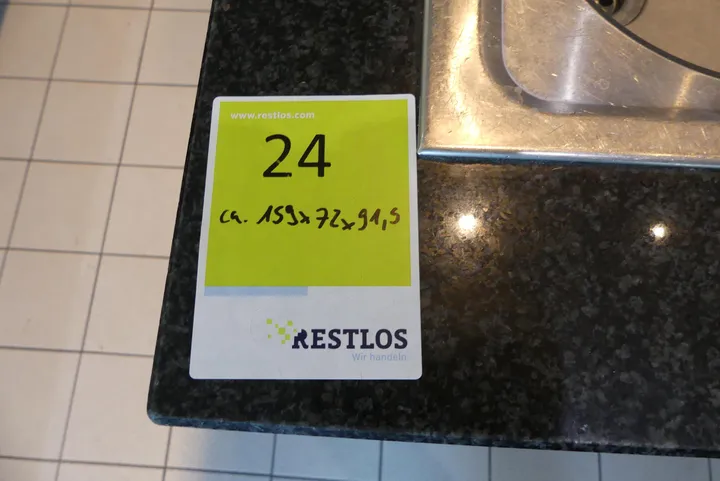 www.restlos.com
24
ca. 159x72x91,5
RESTLOS
Wir handeln